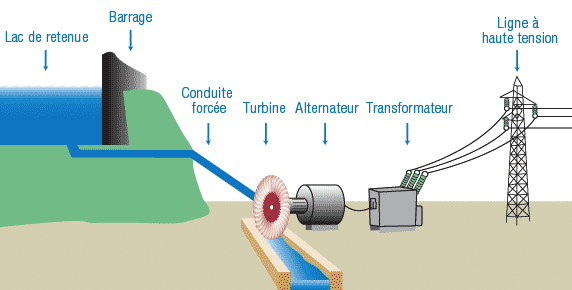 Lac de retenue
Barrage
Conduite
forcée
Turbine
Alternateur
Transformateur
Ligne à
haute tension